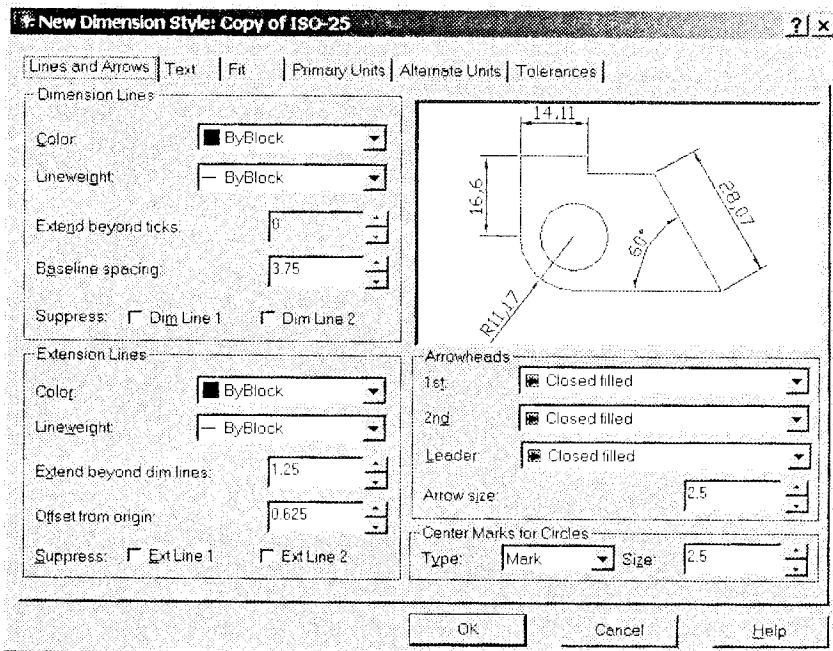 New Dimension Style: Copy of ISO-25
Lines and Arrows Text Fit Primary Units Alternate Units Tolerances
Dimension Lines
Color: ByBlock
Lineweight: ByBlock
Extend beyond ticks: 0
Baseline spacing: 3.75
Suppress: Dim Line 1 Dim Line 2
14,11
16,6
28,07
60°
R11,17
Extension Lines
Color: ByBlock
Lineweight: ByBlock
Extend beyond dim lines: 1.25
Offset from origin: 0.625
Suppress: Ext Line 1 Ext Line 2
Arrowheads
1st: Closed filled
2nd: Closed filled
Leader: Closed filled
Arrow size: 2.5
Center Marks for Circles
Type: Mark Size: 2.5
OK Cancel Help